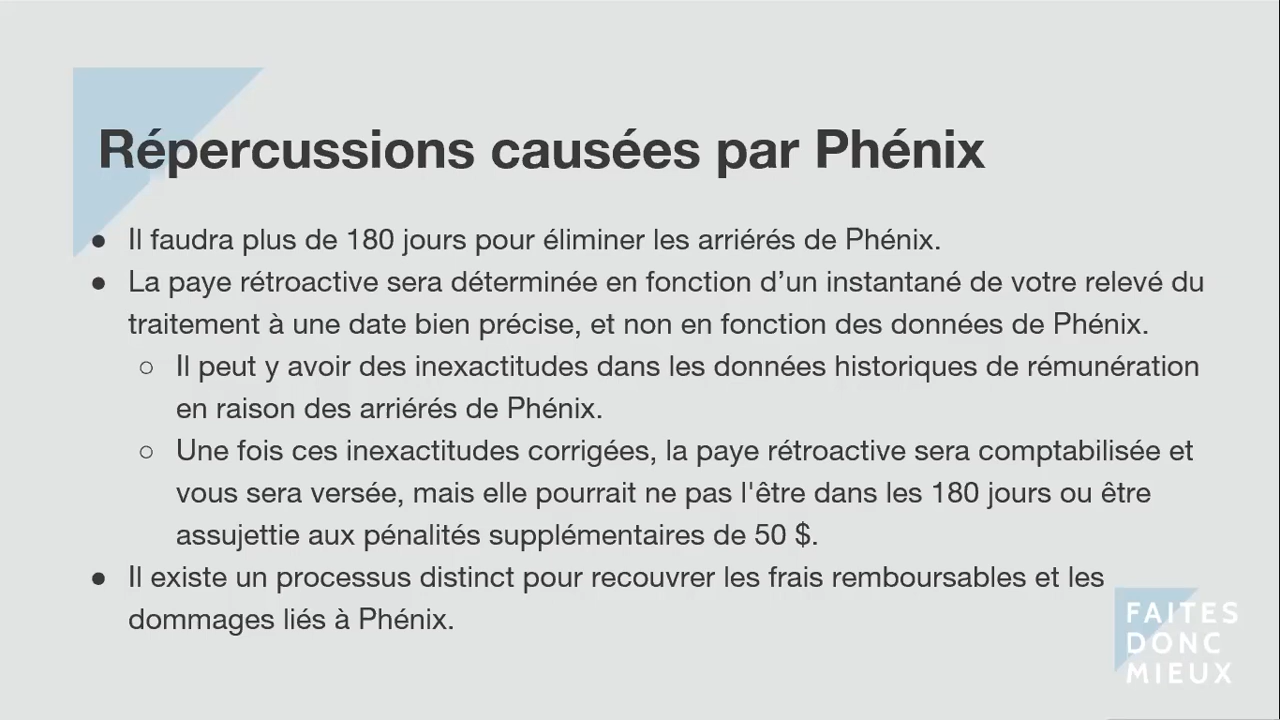 Répercussions causées par Phénix
● Il faudra plus de 180 jours pour éliminer les arriérés de Phénix.
● La paye rétroactive sera déterminée en fonction d’un instantané de votre relevé du
traitement à une date bien précise, et non en fonction des données de Phénix.
○ Il peut y avoir des inexactitudes dans les données historiques de rémunération
en raison des arriérés de Phénix.
○ Une fois ces inexactitudes corrigées, la paye rétroactive sera comptabilisée et
vous sera versée, mais elle pourrait ne pas l'être dans les 180 jours ou être
assujettie aux pénalités supplémentaires de 50 $.
● Il existe un processus distinct pour recouvrer les frais remboursables et les
dommages liés à Phénix.
FAITES
DONC
MIEUX